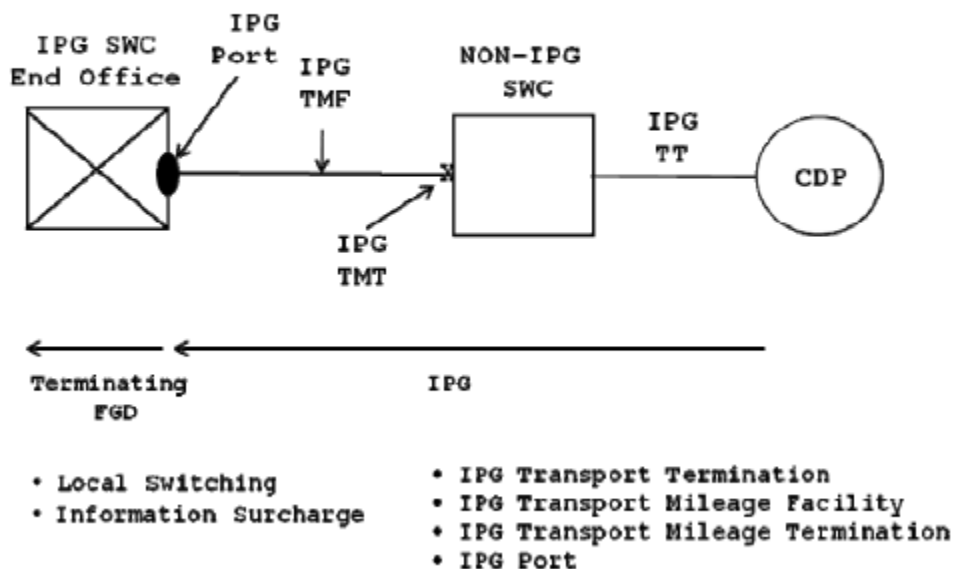 IPG SWC
End Office
IPG
Port
IPG
TMF
NON-IPG
SWC
IPG
TT
CDP
X
IPG
TMT
Terminating
FGD
IPG
• Local Switching
• Information Surcharge
• IPG Transport Termination
• IPG Transport Mileage Facility
• IPG Transport Mileage Termination
• IPG Port